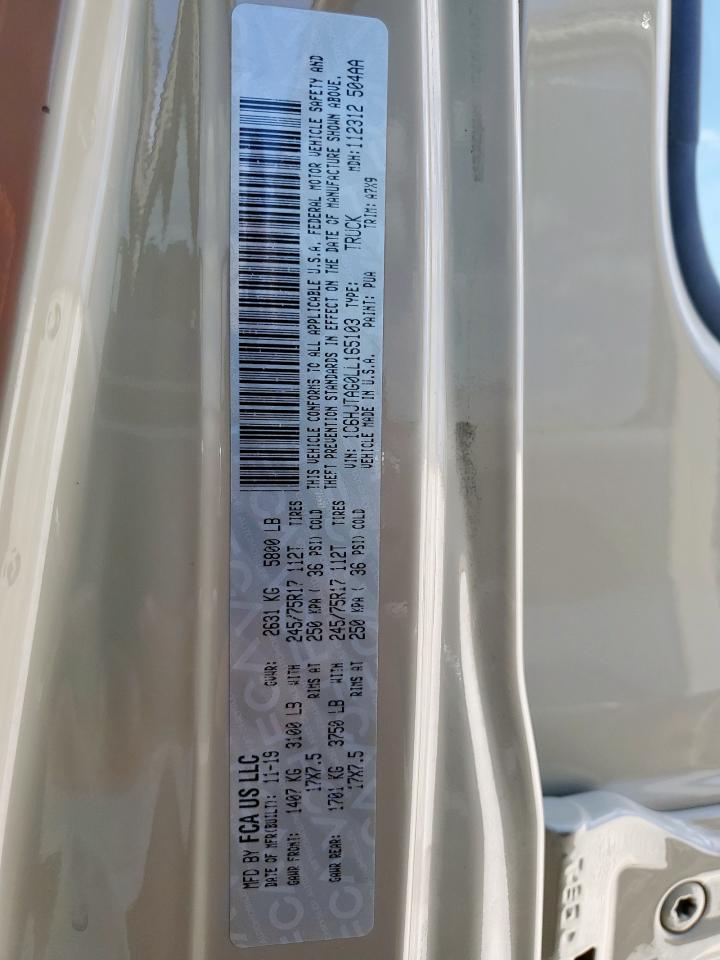 MFD BY FCA US LLC
DATE OF MFR(BUILT): 11-19 GVWR: 2631 KG 5800 LB
GAWR FRONT: 1407 KG 3100 LB WITH 245/75R17 112T TIRES
17X7.5 RIMS AT 250 KPA ( 36 PSI) COLD
GAWR REAR: 1701 KG 3750 LB WITH 245/75R17 112T TIRES
17X7.5 RIMS AT 250 KPA ( 36 PSI) COLD
THIS VEHICLE CONFORMS TO ALL APPLICABLE U.S.A. FEDERAL MOTOR VEHICLE SAFETY AND
THEFT PREVENTION STANDARDS IN EFFECT ON THE DATE OF MANUFACTURE SHOWN ABOVE.
VIN: 1C6HJTAG0LL165103 TYPE: TRUCK MDH:112312 504AA
VEHICLE MADE IN U.S.A. PAINT: PUA TRIM: A7X9